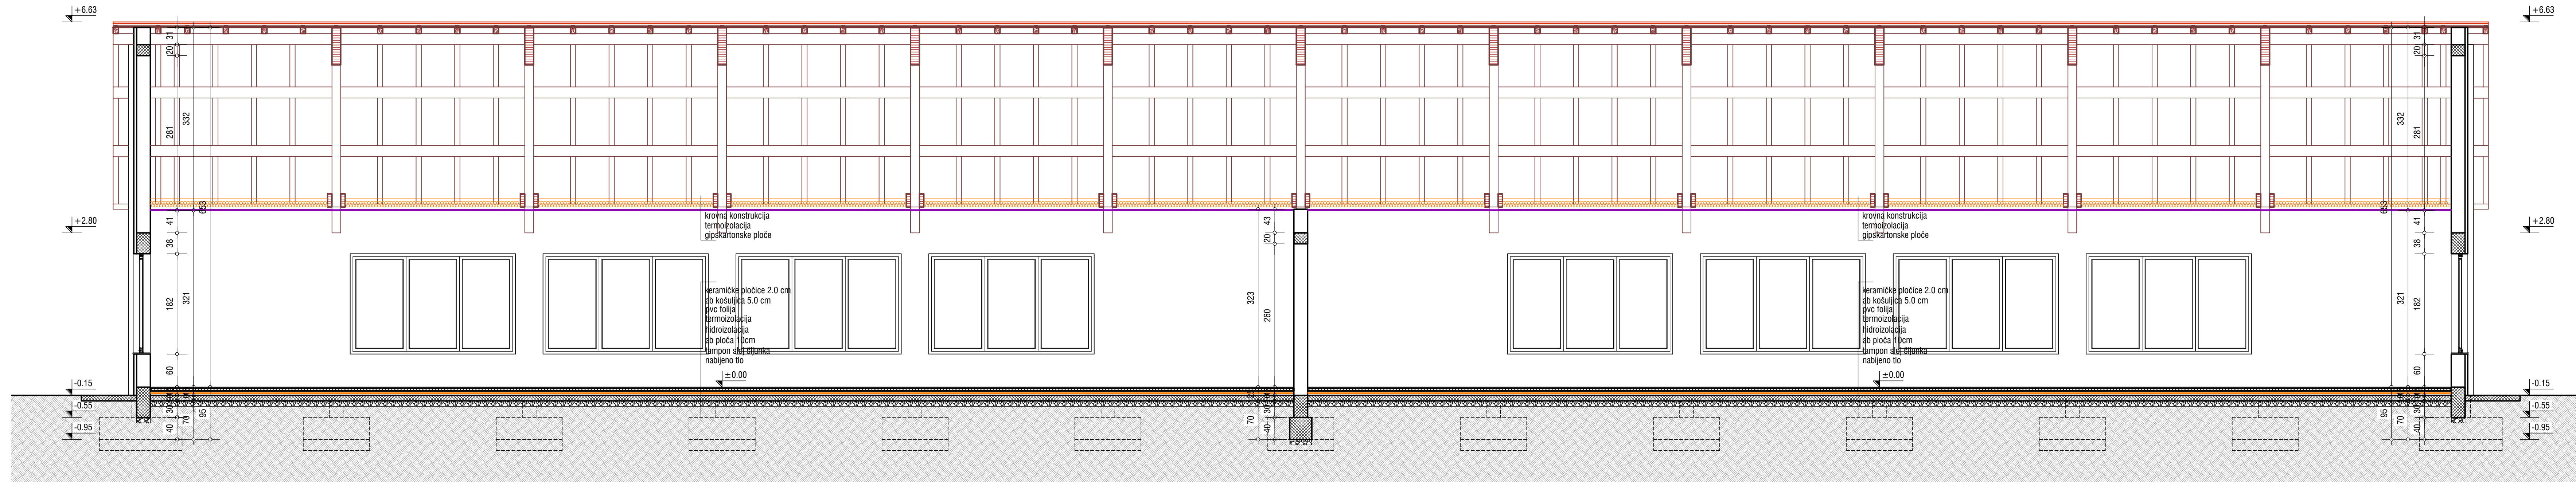 +6.63
+6.63
31
20
332
281
653
31
20
332
281
653
+2.80
41
38
krovna konstrukcija
termoizolacija
gipskartonske ploče
43
20
krovna konstrukcija
termoizolacija
gipskartonske ploče
41
38
+2.80
182
321
keramičke pločice 2.0 cm
ab košuljica 5.0 cm
pvc folija
termoizolacija
hidroizolacija
ab ploča 10cm
tampon sloj šljunka
nabijeno tlo
323
260
keramičke pločice 2.0 cm
ab košuljica 5.0 cm
pvc folija
termoizolacija
hidroizolacija
ab ploča 10cm
tampon sloj šljunka
nabijeno tlo
321
182
60
±0.00
±0.00
60
-0.15
-0.15
-0.55
30
70
95
30
70
95
70
30
-0.55
-0.95
40
40
40
-0.95